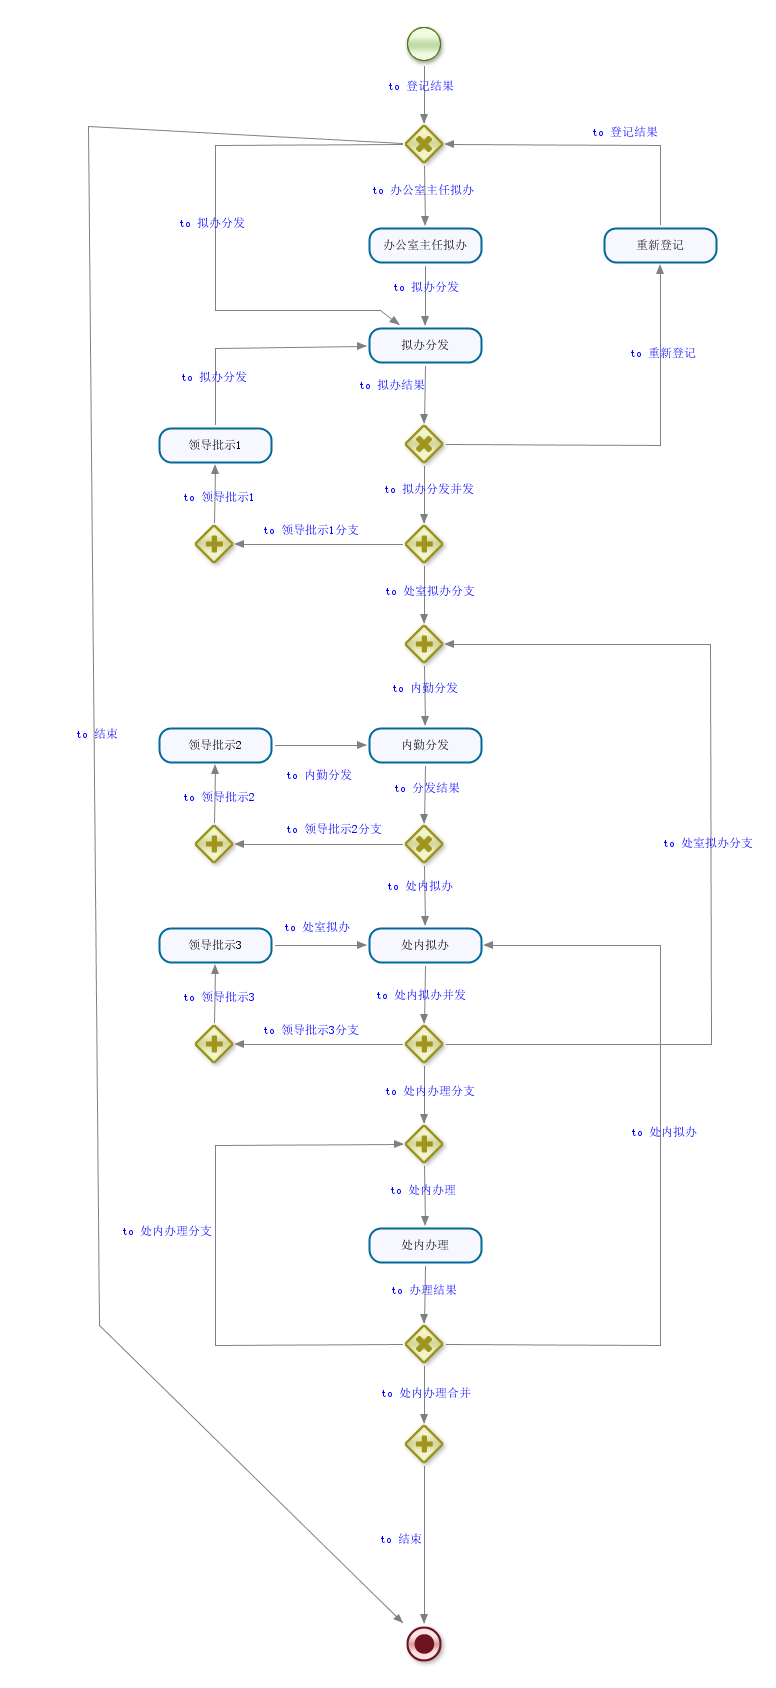 to 登记结果
to 登记结果
to 办公室主任拟办
to 拟办分发
办公室主任拟办
重新登记
to 拟办分发
拟办分发
to 重新登记
to 拟办分发
to 拟办结果
领导批示1
to 拟办分发并发
to 领导批示1
to 领导批示1分支
to 处室拟办分支
to 内勤分发
to 结束
领导批示2
内勤分发
to 内勤分发
to 分发结果
to 领导批示2
to 领导批示2分支
to 处室拟办分支
to 处内拟办
to 处室拟办
领导批示3
处内拟办
to 领导批示3
to 处内拟办并发
to 领导批示3分支
to 处内办理分支
to 处内拟办
to 处内办理
to 处内办理分支
处内办理
to 办理结果
to 处内办理合并
to 结束